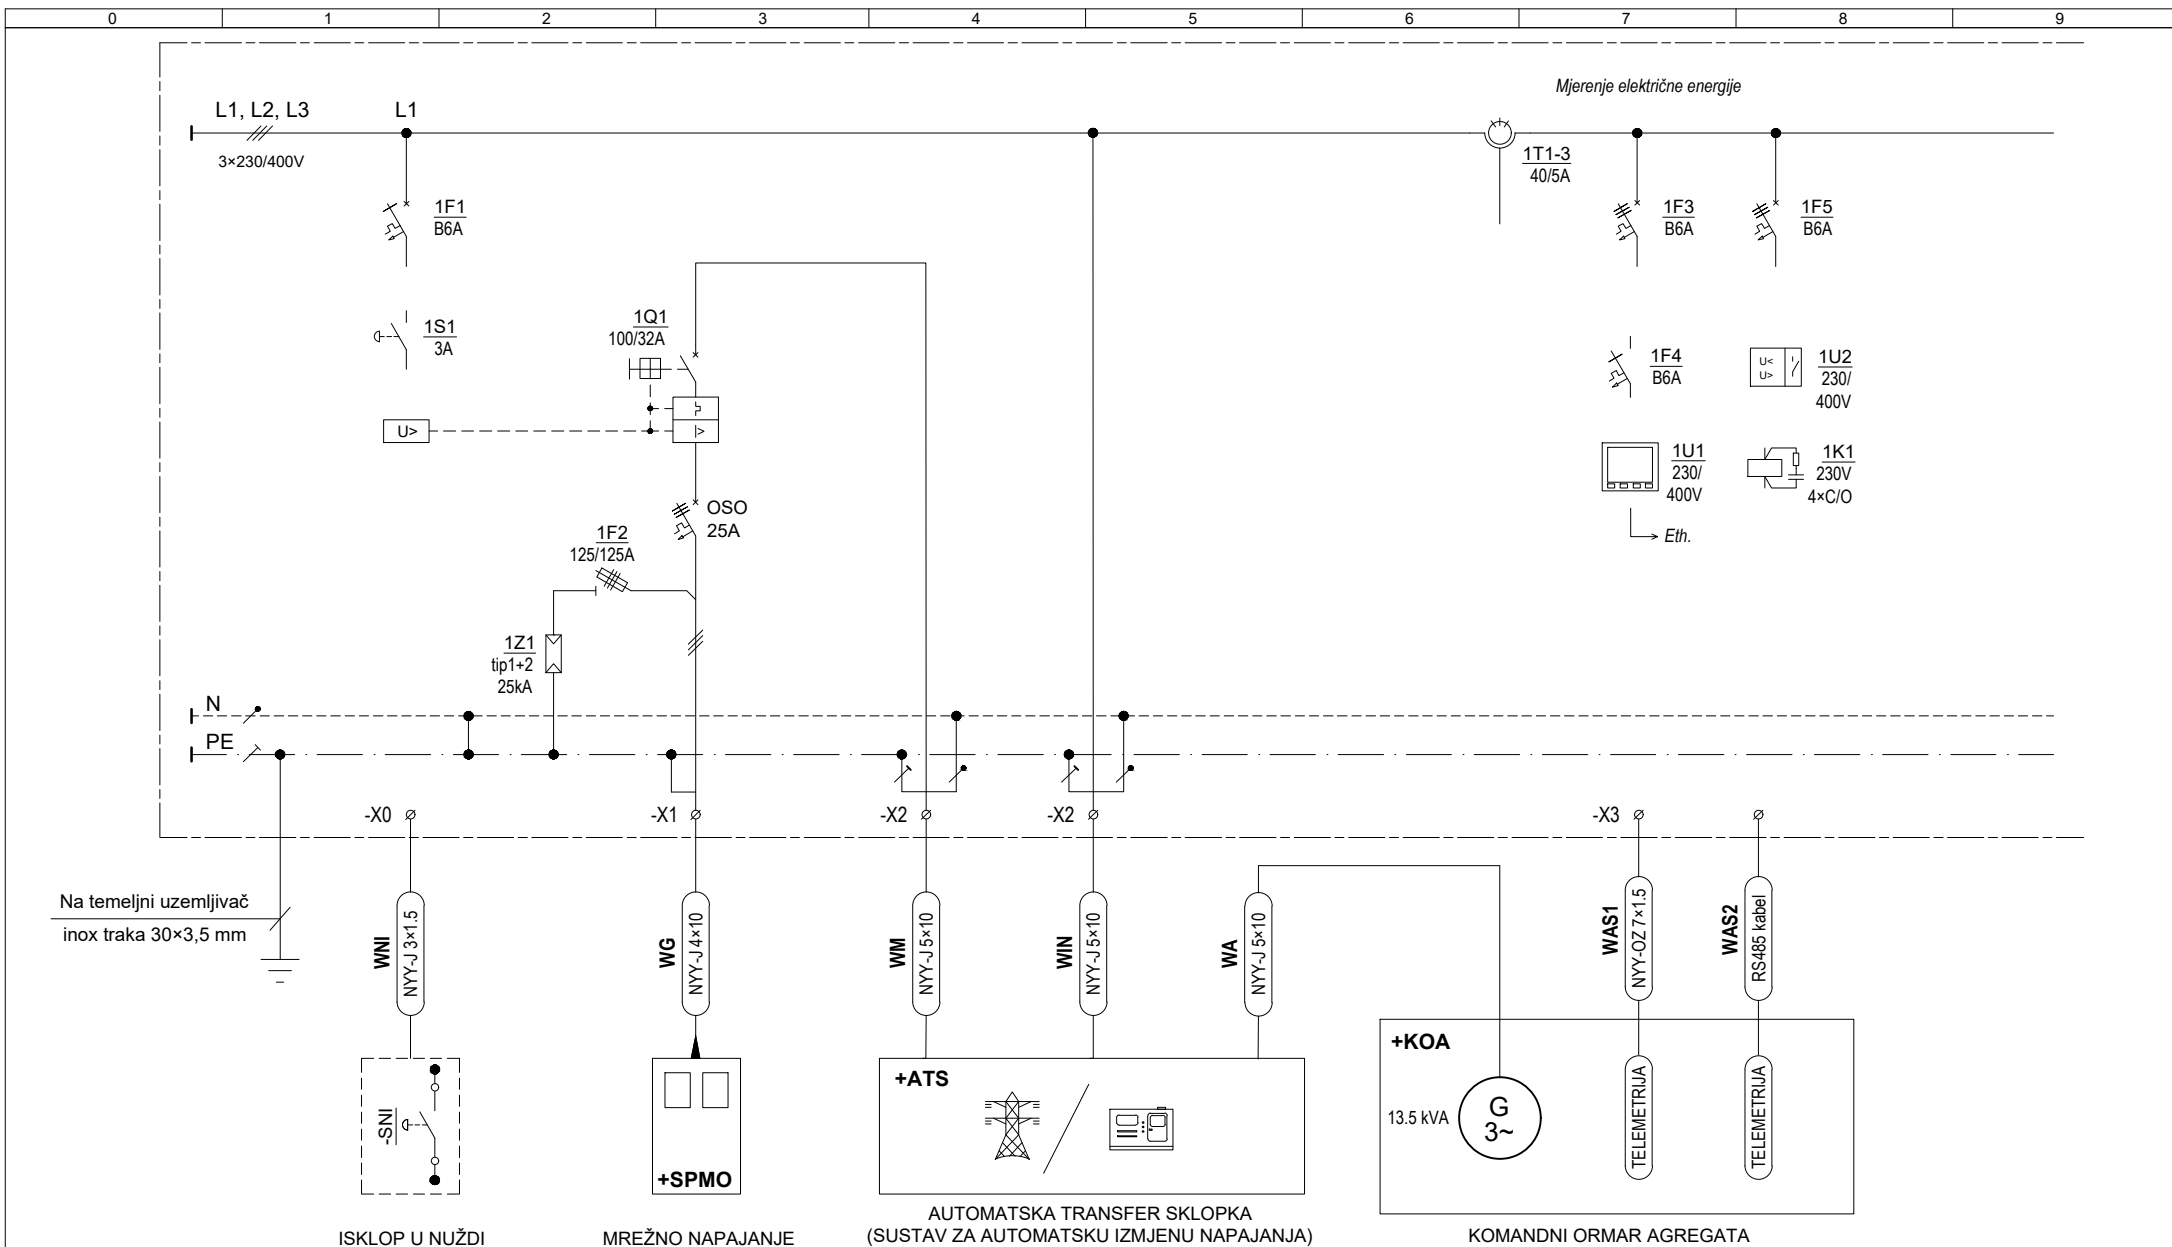 0 1 2 3 4 5 6 7 8 9
Mjerenje električne energije
L1, L2, L3
L1
3×230/400V
1T1-3
40/5A
1F1
B6A
1F3
B6A
1F5
B6A
1S1
3A
1Q1
100/32A
1F4
B6A
U<
U>
1U2
230/
400V
U>
>
1U1
230/
400V
1K1
230V
4×C/O
OSO
25A
1F2
125/125A
Eth.
1Z1
tip1+2
25kA
N
PE
-X0
-X1
-X2
-X2
-X3
Na temeljni uzemljivač
inox traka 30×3,5 mm
WNI
NYY-J 3×1.5
WG
NYY-J 4×10
WM
NYY-J 5×10
WIN
NYY-J 5×10
WA
NYY-J 5×10
WAS1
NYY-OZ 7×1.5
WAS2
RS485 kabel
-SNI
+SPMO
+ATS
+KOA
13.5 kVA
G
3~
TELEMETRIJA
TELEMETRIJA
ISKLOP U NUŽDI
MREŽNO NAPAJANJE
AUTOMATSKA TRANSFER SKLOPKA
(SUSTAV ZA AUTOMATSKU IZMJENU NAPAJANJA)
KOMANDNI ORMAR AGREGATA